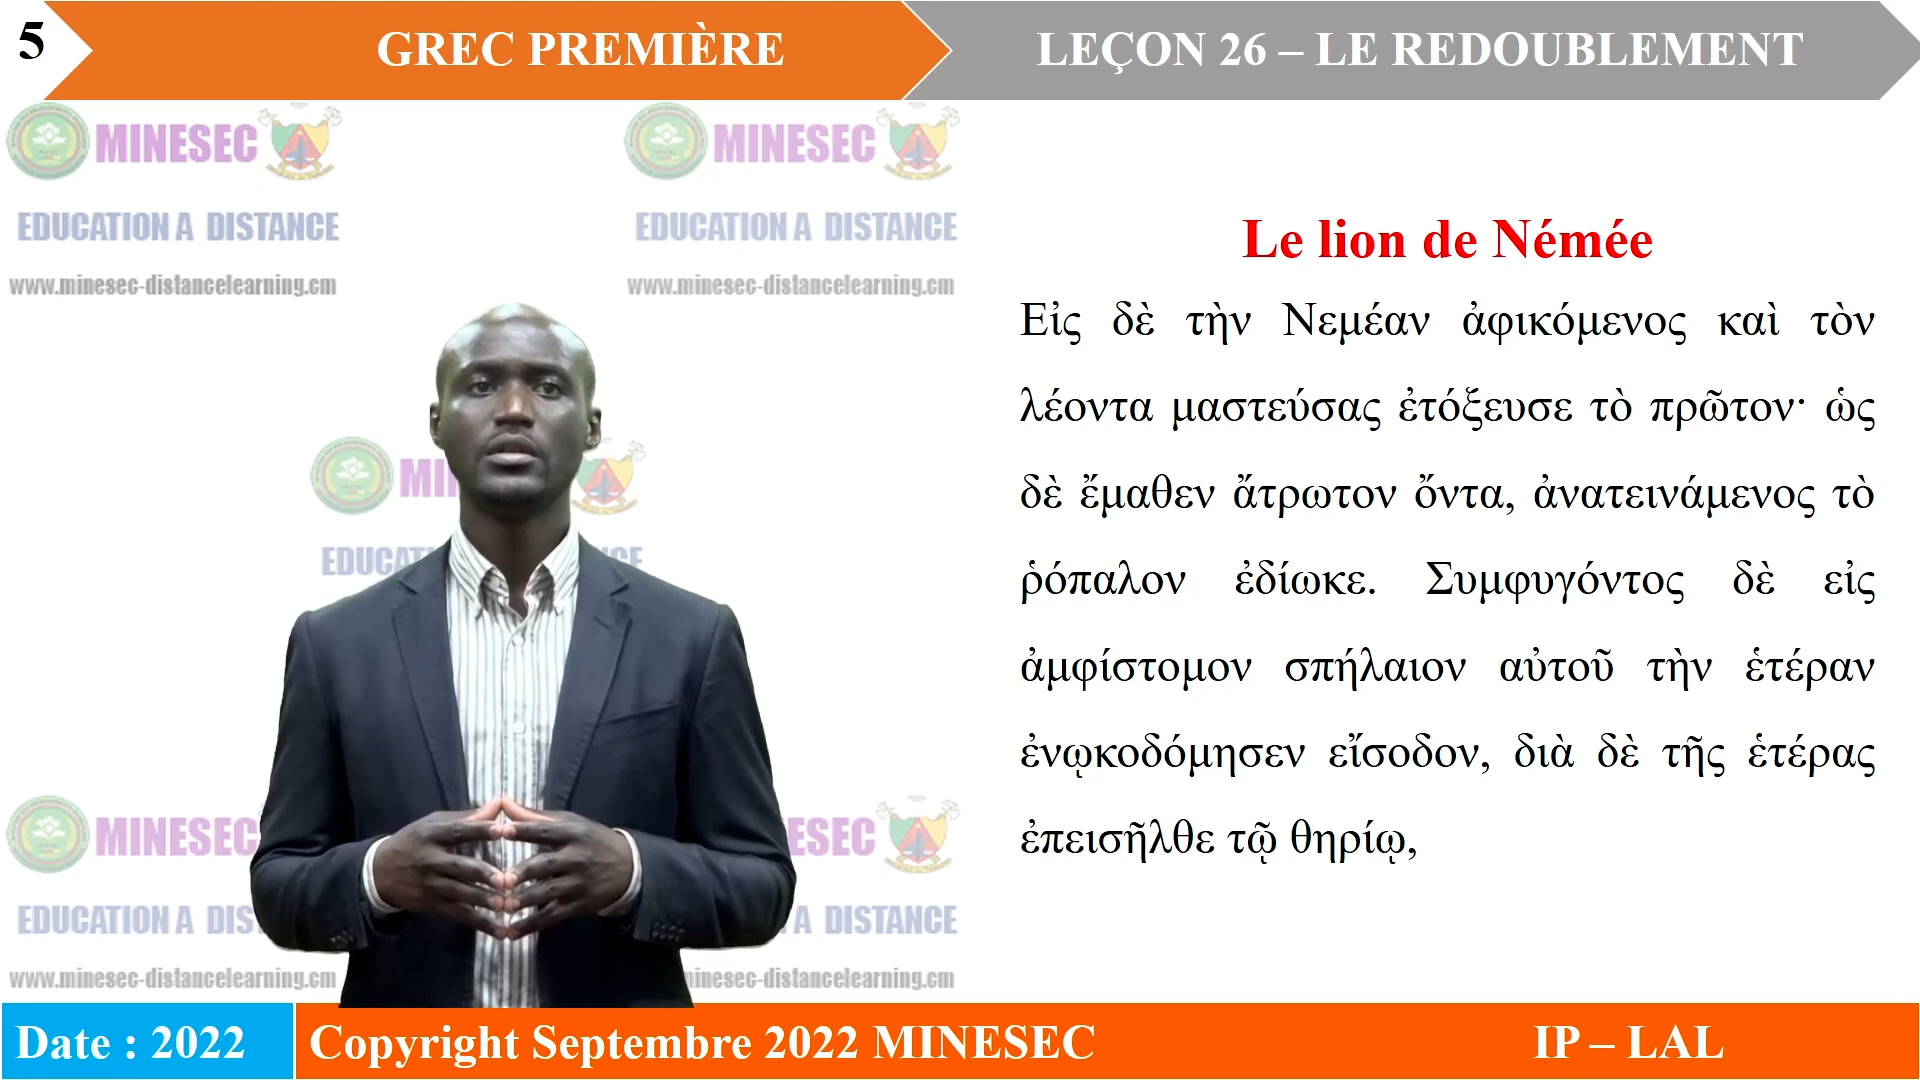 5
GREC PREMIÈRE
LEÇON 26 – LE REDOUBLEMENT
MINESEC
MINESEC
EDUCATION A DISTANCE
EDUCATION A DISTANCE
www.minesec-distancelearning.cm
www.minesec-distancelearning.cm
Le lion de Némée
Εἰς δὲ τὴν Νεμέαν ἀφικόμενος καὶ τὸν
λέοντα μαστεύσας ἐτόξευσε τὸ πρῶτον· ὡς
δὲ ἔμαθεν ἄτρωτον ὄντα, ἀνατεινάμενος τὸ
ῥόπαλον ἐδίωκε. Συμφυγόντος δὲ εἰς
ἀμφίστομον σπήλαιον αὐτοῦ τὴν ἑτέραν
ἐνῳκοδόμησεν εἴσοδον, διὰ δὲ τῆς ἑτέρας
ἐπεισῆλθε τῷ θηρίῳ,
MINESEC
EDUCATION A DIS
A DISTANCE
www.minesec-distancelearning.cm
Date : 2022
Copyright Septembre 2022 MINESEC
IP – LAL